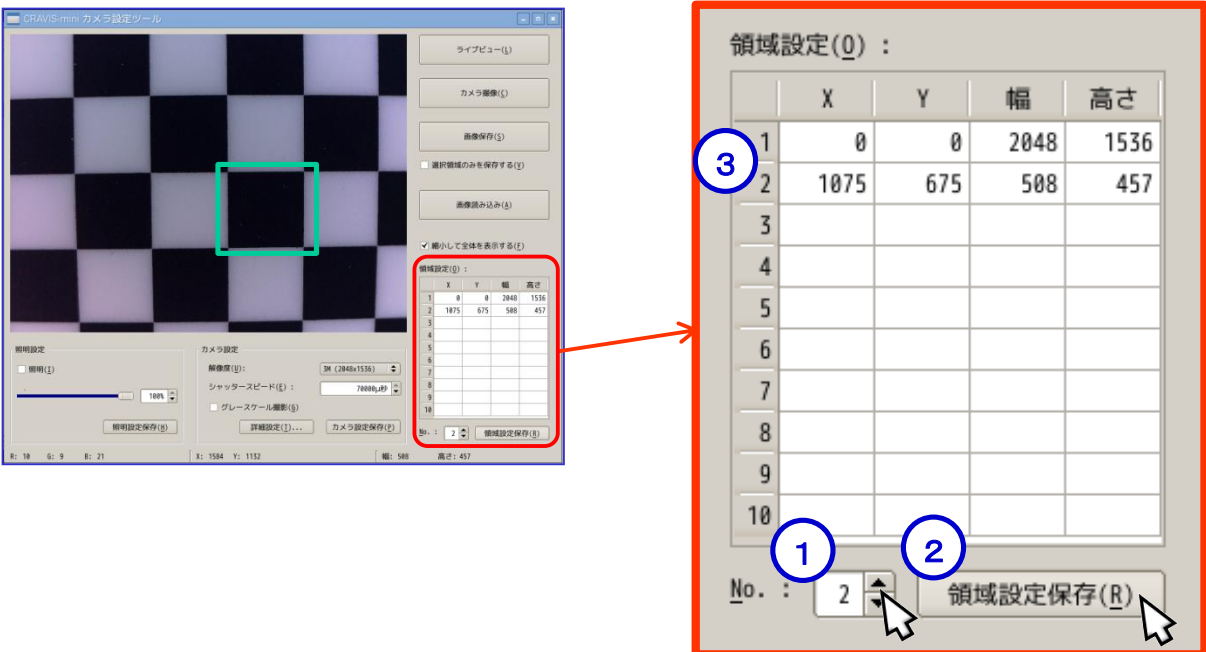 CRAVIS-mini カメラ設定ツール
ライブビュー(L)
カメラ撮像(C)
画像保存(S)
選択領域のみを保存する(V)
画像読み込み(A)
縮小して全体を表示する(F)
領域設定(O) :
X Y 幅 高さ
1 0 0 2048 1536
2 1075 675 508 457
3
4
5
6
7
8
9
10
No. : 2 領域設定保存(R)
照明設定
照明(I)
100%
照明設定保存(M)
カメラ設定
解像度(U): 3M (2048x1536)
シャッタースピード(E) : 70000μ秒
グレースケール撮影(G)
詳細設定(T)... カメラ設定保存(P)
R: 10 G: 9 B: 21 X: 1584 Y: 1132 幅: 508 高さ: 457
領域設定(O) :
X Y 幅 高さ
1 0 0 2048 1536
③
2 1075 675 508 457
3
4
5
6
7
8
9
10
① ②
No. : 2 領域設定保存(R)